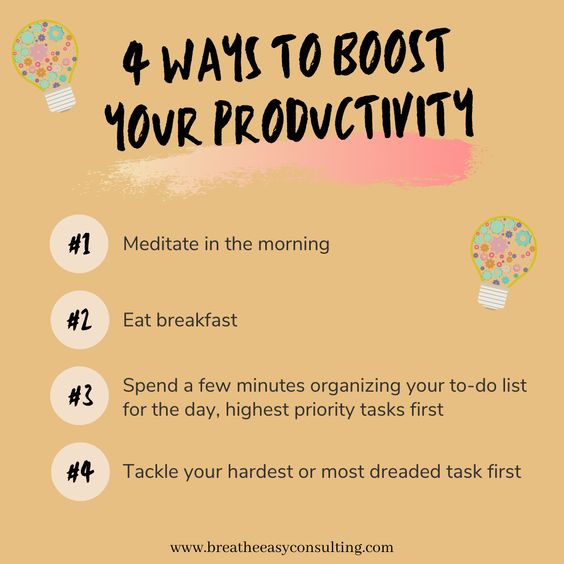 4 WAYS TO BOOST
YOUR PRODUCTIVITY
#1
Meditate in the morning
#2
Eat breakfast
#3
Spend a few minutes organizing your to-do list
for the day, highest priority tasks first
#4
Tackle your hardest or most dreaded task first
www.breatheeasyconsulting.com